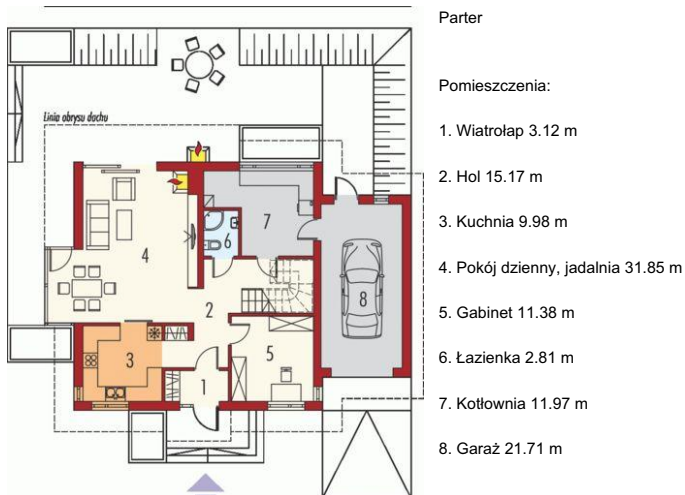 Parter
Pomieszczenia:
1. Wiatrołap 3.12 m
2. Hol 15.17 m
3. Kuchnia 9.98 m
4. Pokój dzienny, jadalnia 31.85 m
5. Gabinet 11.38 m
6. Łazienka 2.81 m
7. Kotłownia 11.97 m
8. Garaż 21.71 m
Linia obrysu dachu
7
6
4
8
2
3
5
1